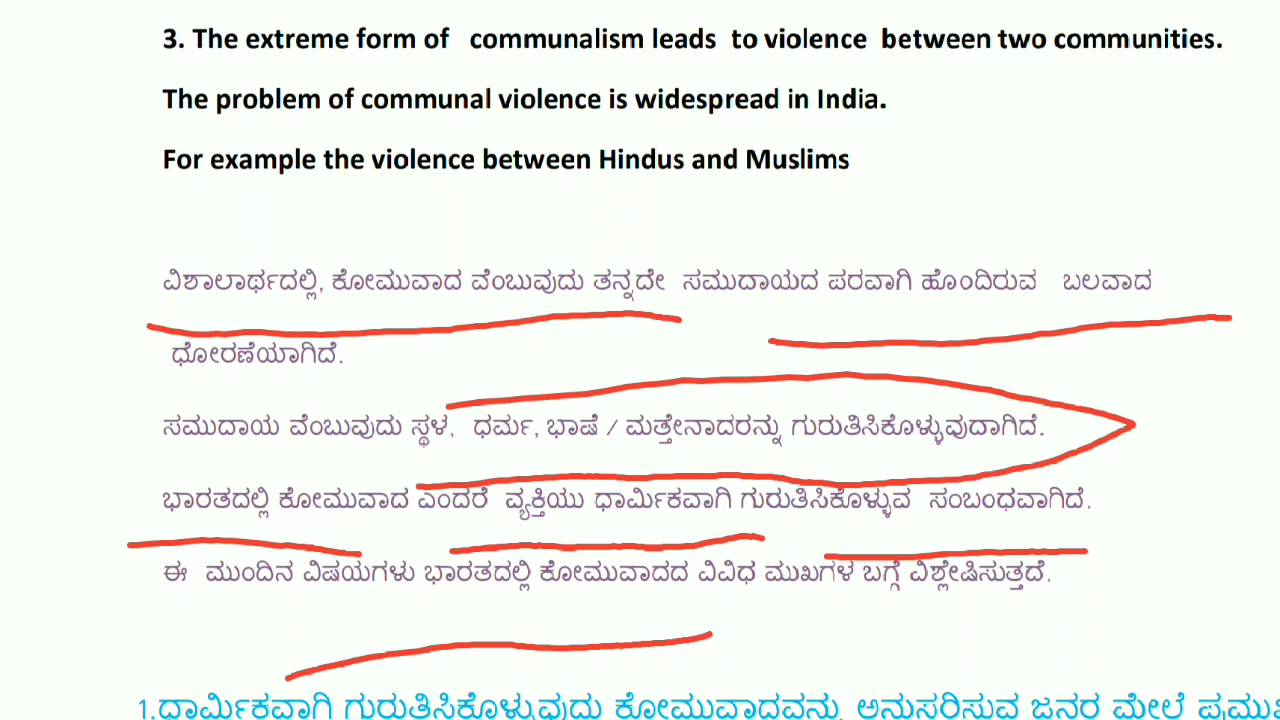 3. The extreme form of communalism leads to violence between two communities.
The problem of communal violence is widespread in India.
For example the violence between Hindus and Muslims
ವಿಶಾಲಾರ್ಥದಲ್ಲಿ, ಕೋಮುವಾದ ವೆಂಬುವುದು ತನ್ನದೇ ಸಮುದಾಯದ ಪರವಾಗಿ ಹೊಂದಿರುವ ಬಲವಾದ
ಧೋರಣೆಯಾಗಿದೆ.
ಸಮುದಾಯ ವೆಂಬುವುದು ಸ್ಥಳ, ಧರ್ಮ, ಭಾಷೆ / ಮತ್ತೇನಾದರನ್ನು ಗುರುತಿಸಿಕೊಳ್ಳುವುದಾಗಿದೆ.
ಭಾರತದಲ್ಲಿ ಕೋಮುವಾದ ಎಂದರೆ ವ್ಯಕ್ತಿಯು ಧಾರ್ಮಿಕವಾಗಿ ಗುರುತಿಸಿಕೊಳ್ಳುವ ಸಂಬಂಧವಾಗಿದೆ.
ಈ ಮುಂದಿನ ವಿಷಯಗಳು ಭಾರತದಲ್ಲಿ ಕೋಮುವಾದದ ವಿವಿಧ ಮುಖಗಳ ಬಗ್ಗೆ ವಿಶ್ಲೇಷಿಸುತ್ತದೆ.
1.ಧಾರ್ಮಿಕವಾಗಿ ಗುರುತಿಸಿಕೊಳ್ಳುವುದು ಕೋಮುವಾದವನ್ನು ಅನುಸರಿಸುವ ಜನರ ಮೇಲೆ